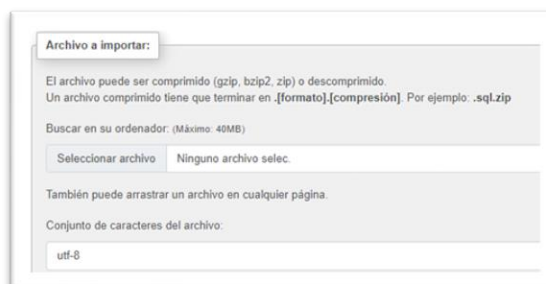 Archivo a importar:
El archivo puede ser comprimido (gzip, bzip2, zip) o descomprimido.
Un archivo comprimido tiene que terminar en .[formato].[compresión]. Por ejemplo: .sql.zip
Buscar en su ordenador: (Máximo: 40MB)
Seleccionar archivo Ninguno archivo selec.
También puede arrastrar un archivo en cualquier página.
Conjunto de caracteres del archivo:
utf-8